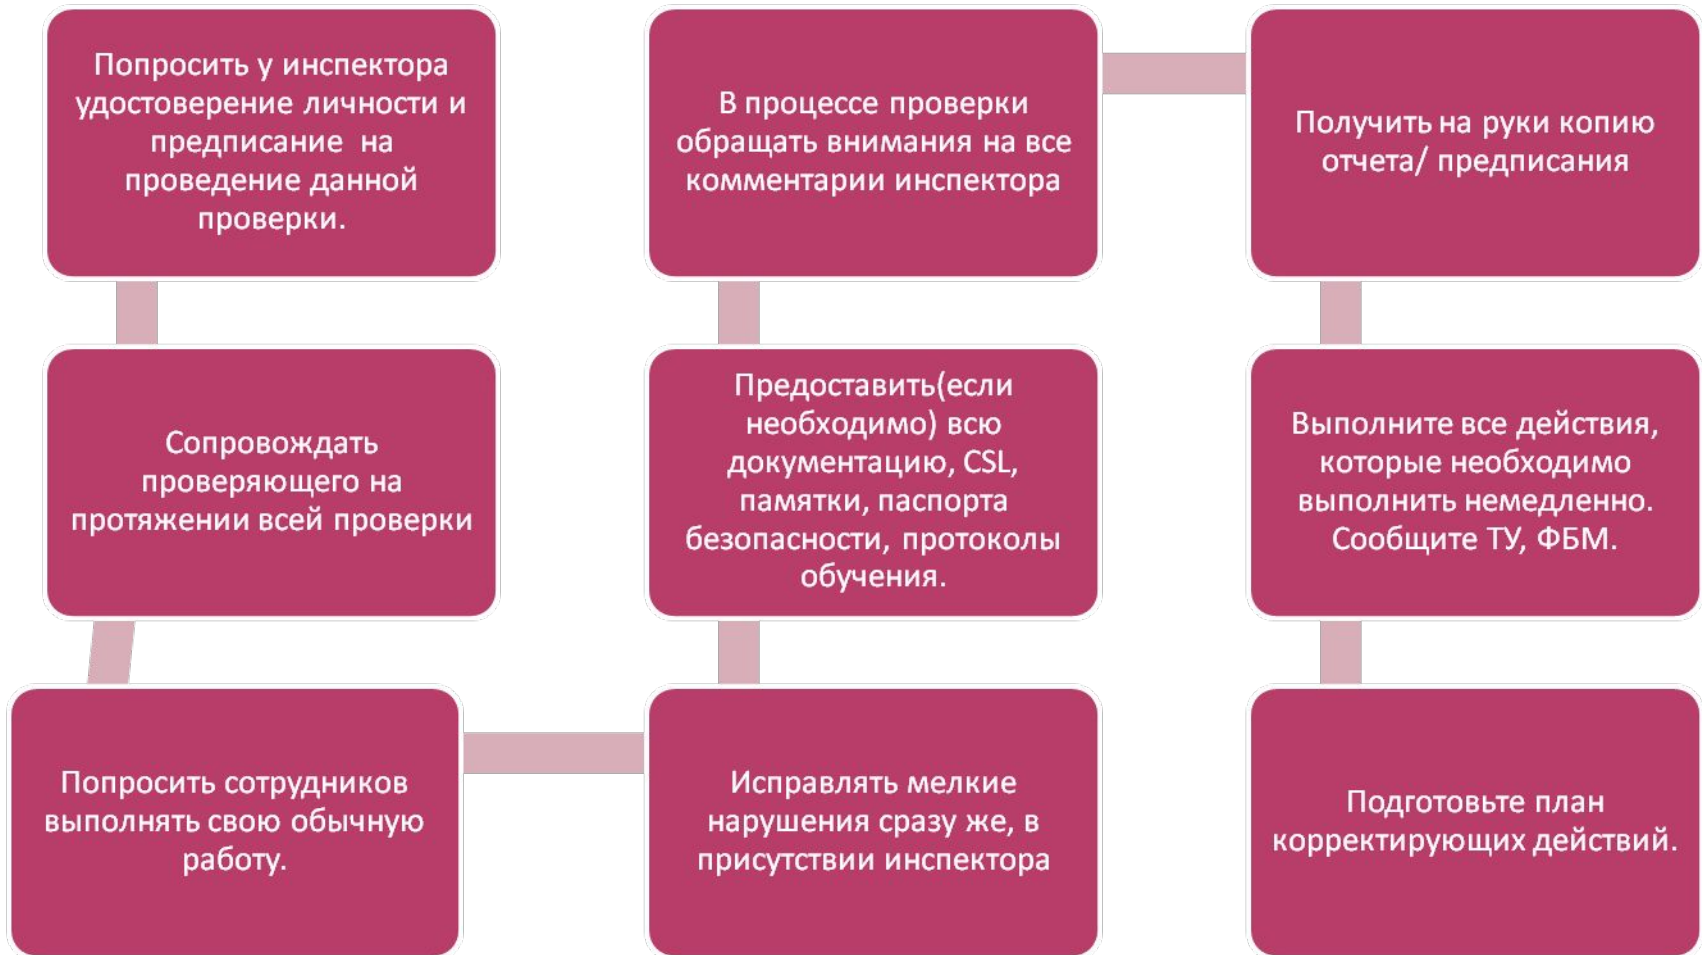 Попросить у инспектора
удостоверение личности и
предписание на
проведение данной
проверки.
Сопровождать
проверяющего на
протяжении всей проверки
Попросить сотрудников
выполнять свою обычную
работу.
Исправлять мелкие
нарушения сразу же, в
присутствии инспектора
Предоставить(если
необходимо) всю
документацию, CSL,
памятки, паспорта
безопасности, протоколы
обучения.
В процессе проверки
обращать внимания на все
комментарии инспектора
Получить на руки копию
отчета/ предписания
Выполните все действия,
которые необходимо
выполнить немедленно.
Сообщите ТУ, ФБМ.
Подготовьте план
корректирующих действий.